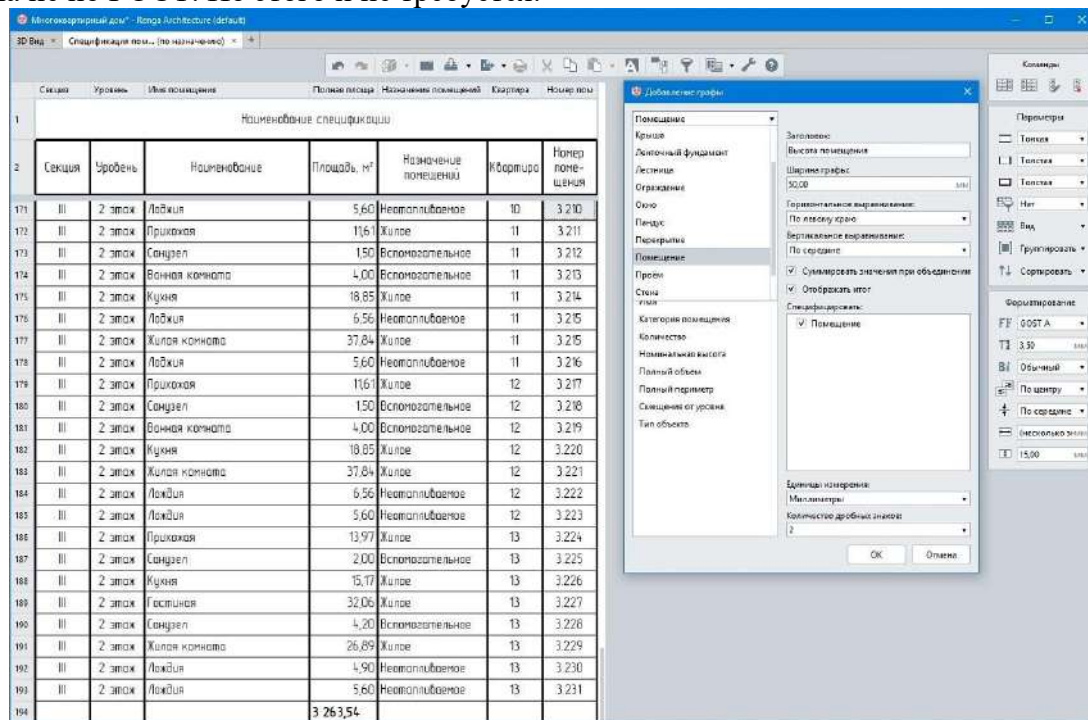 Многоквартирный дом* - Renga Architecture (default)
3D Вид × Спецификация пом... (по назначению) × +
Команды
Секция Уровень Имя помещения Полная площа Назначение помещений Квартира Номер пом
1 Наименование спецификации
2 Секция Уровень Наименование Площадь, м² Назначение помещений Квартира Номер поме-щения
171 III 2 этаж Лоджия 5,60 Неотапливаемое 10 3.210
172 III 2 этаж Прихожая 11,61 Жилое 11 3.211
173 III 2 этаж Санузел 1,50 Вспомогательное 11 3.212
174 III 2 этаж Ванная комната 4,00 Вспомогательное 11 3.213
175 III 2 этаж Кухня 18,85 Жилое 11 3.214
176 III 2 этаж Лоджия 6,56 Неотапливаемое 11 3.215
177 III 2 этаж Жилая комната 37,84 Жилое 11 3.215
178 III 2 этаж Лоджия 5,60 Неотапливаемое 11 3.216
179 III 2 этаж Прихожая 11,61 Жилое 12 3.217
180 III 2 этаж Санузел 1,50 Вспомогательное 12 3.218
181 III 2 этаж Ванная комната 4,00 Вспомогательное 12 3.219
182 III 2 этаж Кухня 18,85 Жилое 12 3.220
183 III 2 этаж Жилая комната 37,84 Жилое 12 3.221
184 III 2 этаж Лождия 6,56 Неотапливаемое 12 3.222
185 III 2 этаж Лождия 5,60 Неотапливаемое 12 3.223
186 III 2 этаж Прихожая 13,97 Жилое 13 3.224
187 III 2 этаж Санузел 2,00 Вспомогательное 13 3.225
188 III 2 этаж Кухня 15,17 Жилое 13 3.226
189 III 2 этаж Гостиная 32,06 Жилое 13 3.227
190 III 2 этаж Санузел 4,20 Вспомогательное 13 3.228
191 III 2 этаж Жилая комната 26,89 Жилое 13 3.229
192 III 2 этаж Лождия 4,90 Неотапливаемое 13 3.230
193 III 2 этаж Лождия 5,60 Неотапливаемое 13 3.231
194 3 263,54
Добавление графы
Помещение
Крыша
Ленточный фундамент
Лестница
Ограждение
Окно
Пандус
Перекрытие
Помещение
Проём
Стена
Категория помещения
Количество
Номинальная высота
Полный объем
Полный периметр
Смещение от уровня
Тип объекта
Заголовок:
Высота помещения
Ширина графы:
50,00 мм
Горизонтальное выравнивание:
По левому краю
Вертикальное выравнивание:
По середине
Суммировать значения при объединении
Отображать итог
Специфицировать:
Помещение
Единицы измерения:
Миллиметры
Количество дробных знаков:
2
OK Отмена
Параметры
Тонкая
Толстая
Толстая
Нет
Вид
Группировать
Сортировать
Форматирование
GOST A
3,50 мм
Обычный
По центру
По середине
15,00 мм